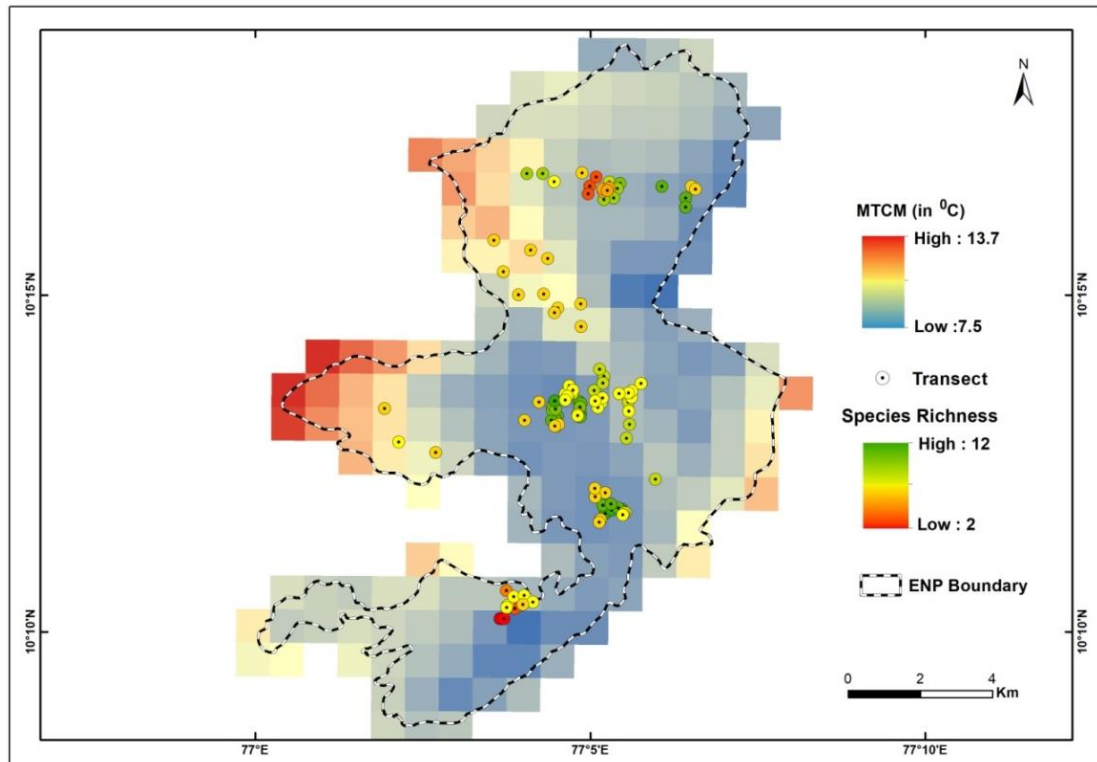 N
MTCM (in ⁰C)
High : 13.7
Low :7.5
Transect
Species Richness
High : 12
Low : 2
ENP Boundary
0 2 4
Km
10°15'N
10°15'N
10°10'N
10°10'N
77°E
77°5'E
77°10'E